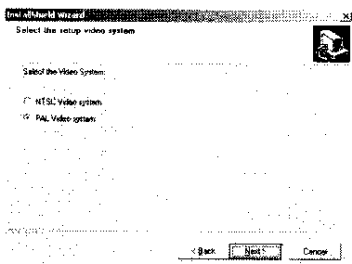 InstallShield Wizard
Select the setup video system
Select the Video System:
NTSC Video system
PAL Video system
< Back
Next >
Cancel